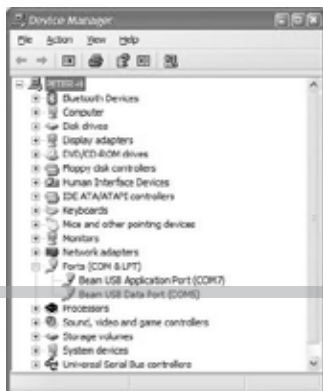 Device Manager
File Action View Help
PETER-H
Bluetooth Devices
Computer
Disk drives
Display adapters
DVD/CD-ROM drives
Floppy disk controllers
Human Interface Devices
IDE ATA/ATAPI controllers
Keyboards
Mice and other pointing devices
Monitors
Network adapters
Ports (COM & LPT)
Beam USB Application Port (COM7)
Beam USB Data Port (COM5)
Processors
Sound, video and game controllers
Storage volumes
System devices
Universal Serial Bus controllers